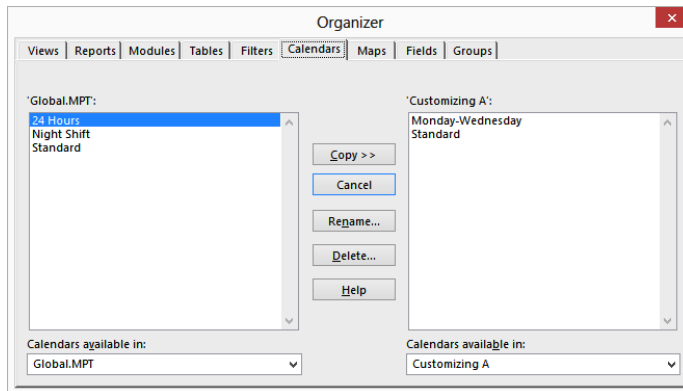 Organizer
Views Reports Modules Tables Filters Calendars Maps Fields Groups
'Global.MPT':
24 Hours
Night Shift
Standard
Copy >>
Cancel
Rename...
Delete...
Help
'Customizing A':
Monday-Wednesday
Standard
Calendars available in:
Global.MPT
Calendars available in:
Customizing A